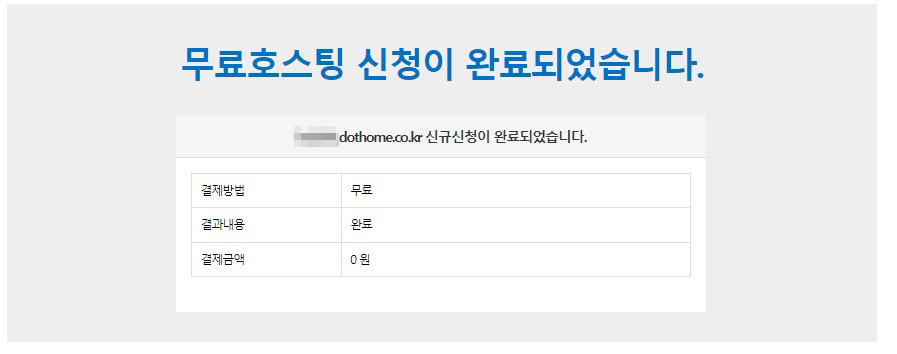 무료호스팅 신청이 완료되었습니다.
dothome.co.kr 신규신청이 완료되었습니다.
결제방법 무료
결과내용 완료
결제금액 0 원